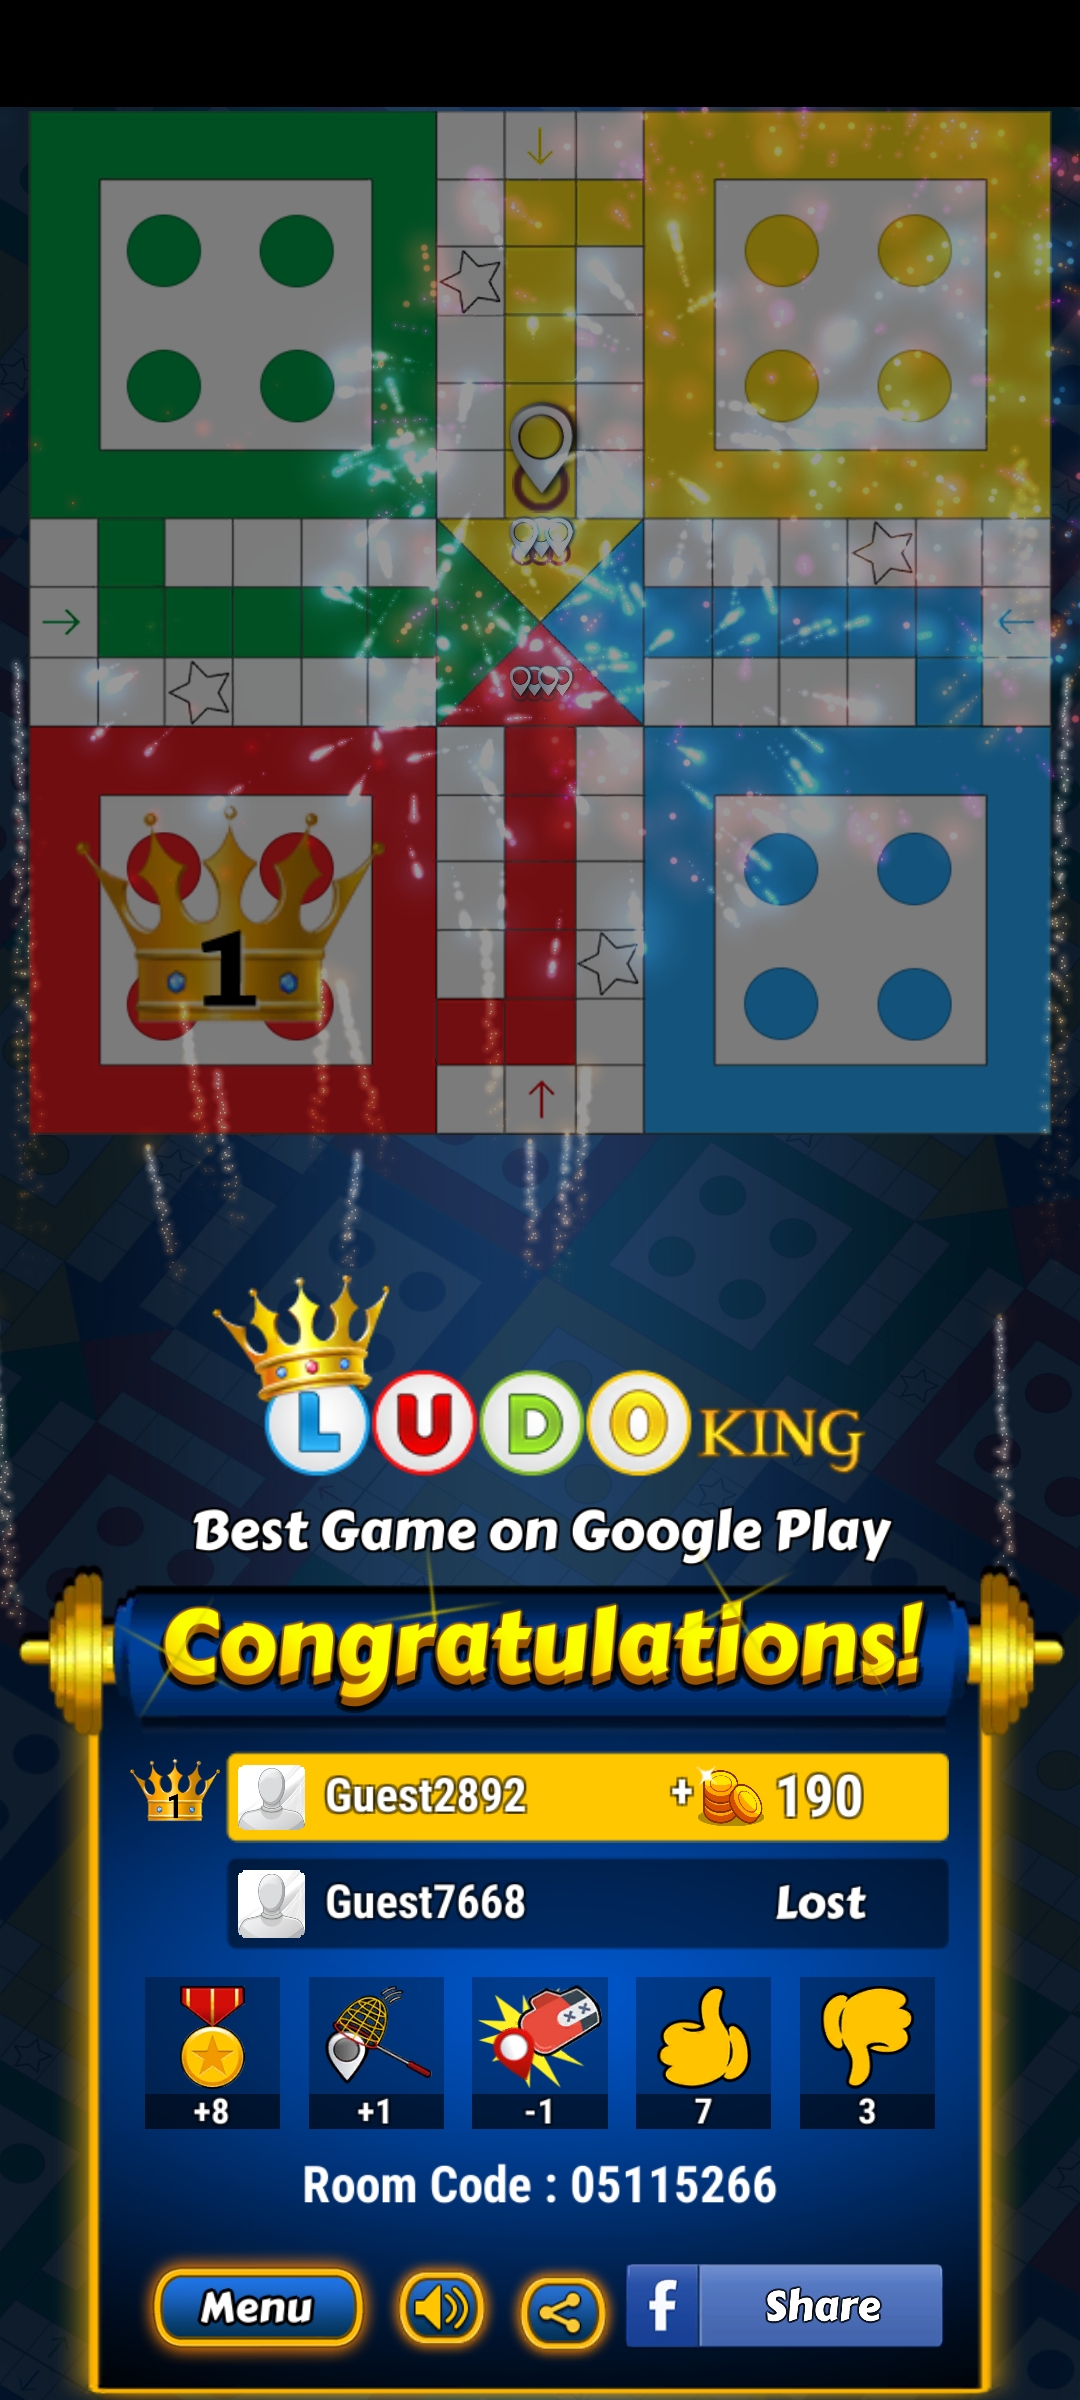 1
LUDO KING
Best Game on Google Play
Congratulations!
1 Guest2892 + 190
Guest7668 Lost
+8 +1 -1 7 3
Room Code : 05115266
Menu f Share